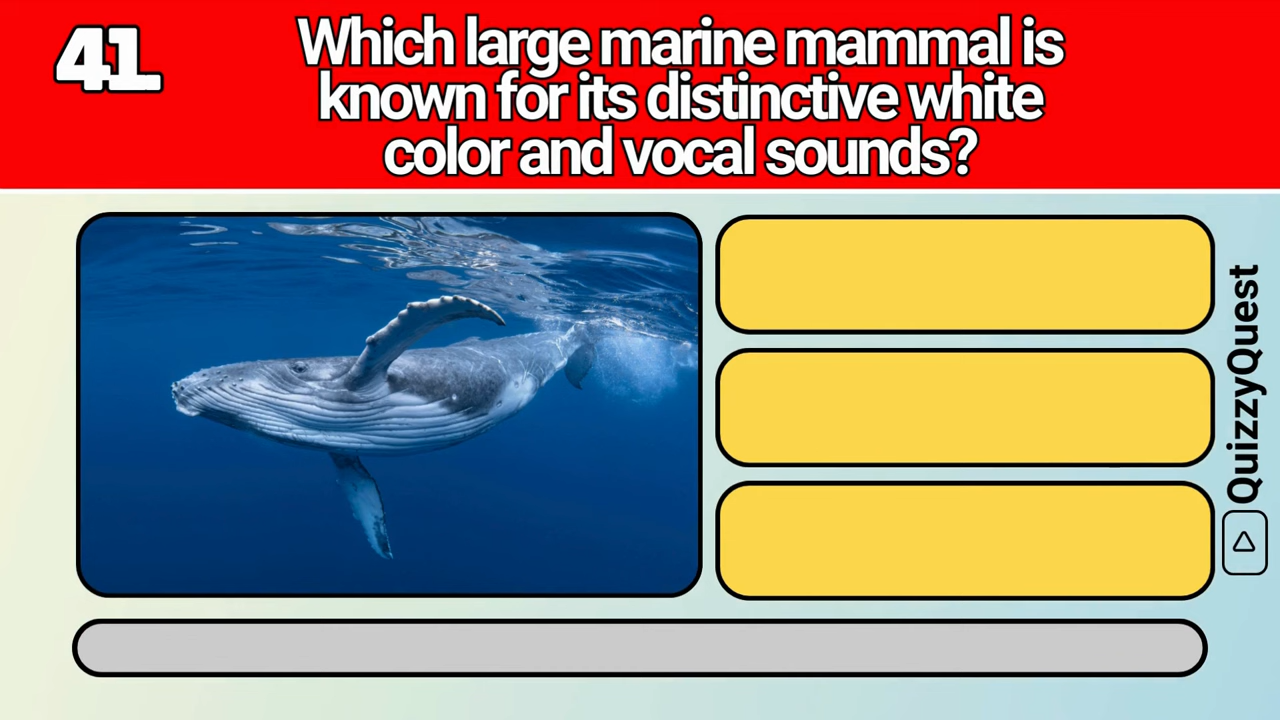 41
Which large marine mammal is
known for its distinctive white
color and vocal sounds?
QuizzyQuest